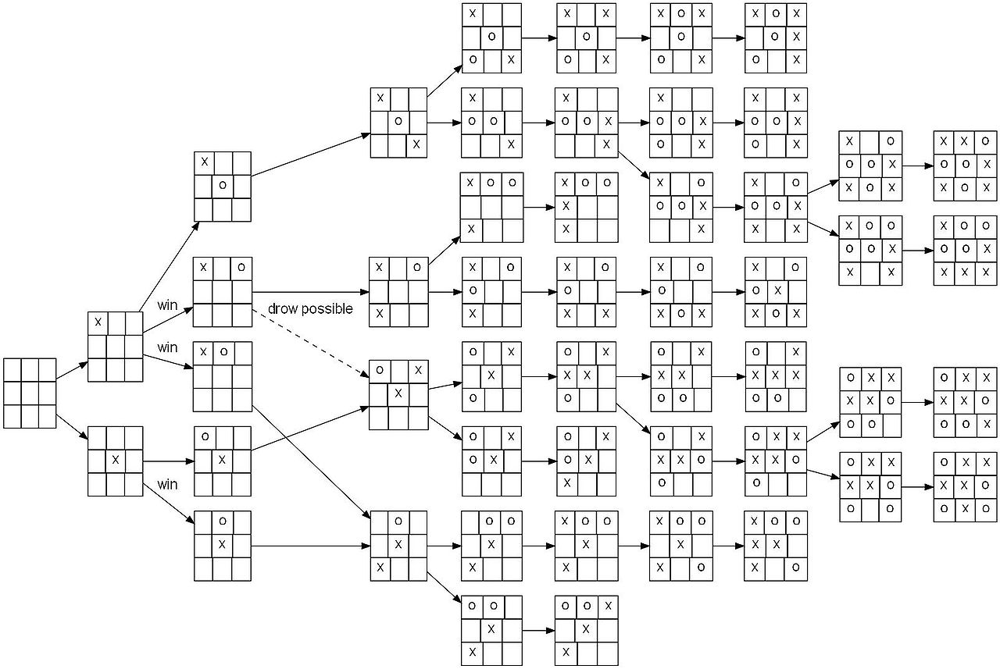 X X X X O X X O X
O O O O X
O X O X O X O X
X X X X X X
O O O O O X O O X O O X
X X X O X O X
X O X X O
X
O O X O O X
X O O X O O X O X O
O
X O X X O X
X O O X O O X
X X X X X
X O O X O O
O O X O O X
X O X O X O X O X O X O
X X X X X
O O O O X
win
drow possible
X X X X X O X X O X
X
win
X O O X O X O X O X
O X
X X X X X X X X
O X X O X X
X
O O O O O O
X X O X X O
O O O O X
O O X O X O X O X X
X O X O X X X O X X O
O X X O X X
win
X O O
X X O X X O
O O O X O
O O O O X O O X O O X O O
X X X X X X X
X X X X O O
O O O O X
X X
X X